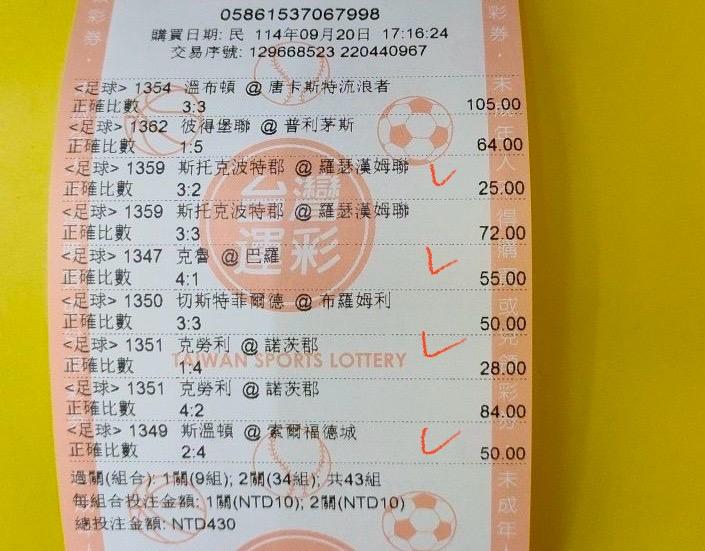 05861537067998
購買日期: 民 114年09月20日 17:16:24
交易序號: 129668523 220440967
<足球> 1354 溫布頓 @ 唐卡斯特流浪者
正確比數 3:3 105.00
<足球> 1362 彼得堡聯 @ 普利茅斯
正確比數 1:5 64.00
<足球> 1359 斯托克波特郡 @ 羅瑟漢姆聯
正確比數 3:2 25.00
<足球> 1359 斯托克波特郡 @ 羅瑟漢姆聯
正確比數 3:3 72.00
<足球> 1347 克魯 @ 巴羅
正確比數 4:1 55.00
<足球> 1350 切斯特菲爾德 @ 布羅姆利
正確比數 3:3 50.00
<足球> 1351 克勞利 @ 諾茨郡
正確比數 1:4 28.00
<足球> 1351 克勞利 @ 諾茨郡
正確比數 4:2 84.00
<足球> 1349 斯溫頓 @ 索爾福德城
正確比數 2:4 50.00
過關(組合): 1關(9組); 2關(34組); 共43組
每組合投注金額: 1關(NTD10); 2關(NTD10)
總投注金額: NTD430
台灣
運彩
TAIWAN SPORTS LOTTERY